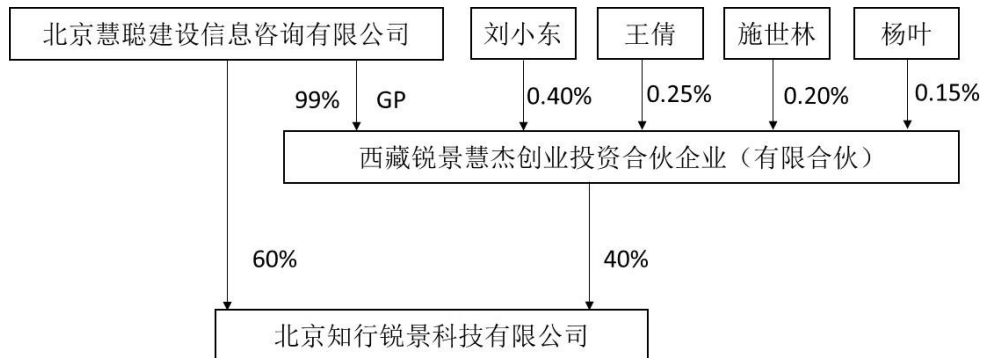 北京慧聪建设信息咨询有限公司
刘小东
王倩
施世林
杨叶
99%
GP
0.40%
0.25%
0.20%
0.15%
西藏锐景慧杰创业投资合伙企业（有限合伙）
60%
40%
北京知行锐景科技有限公司